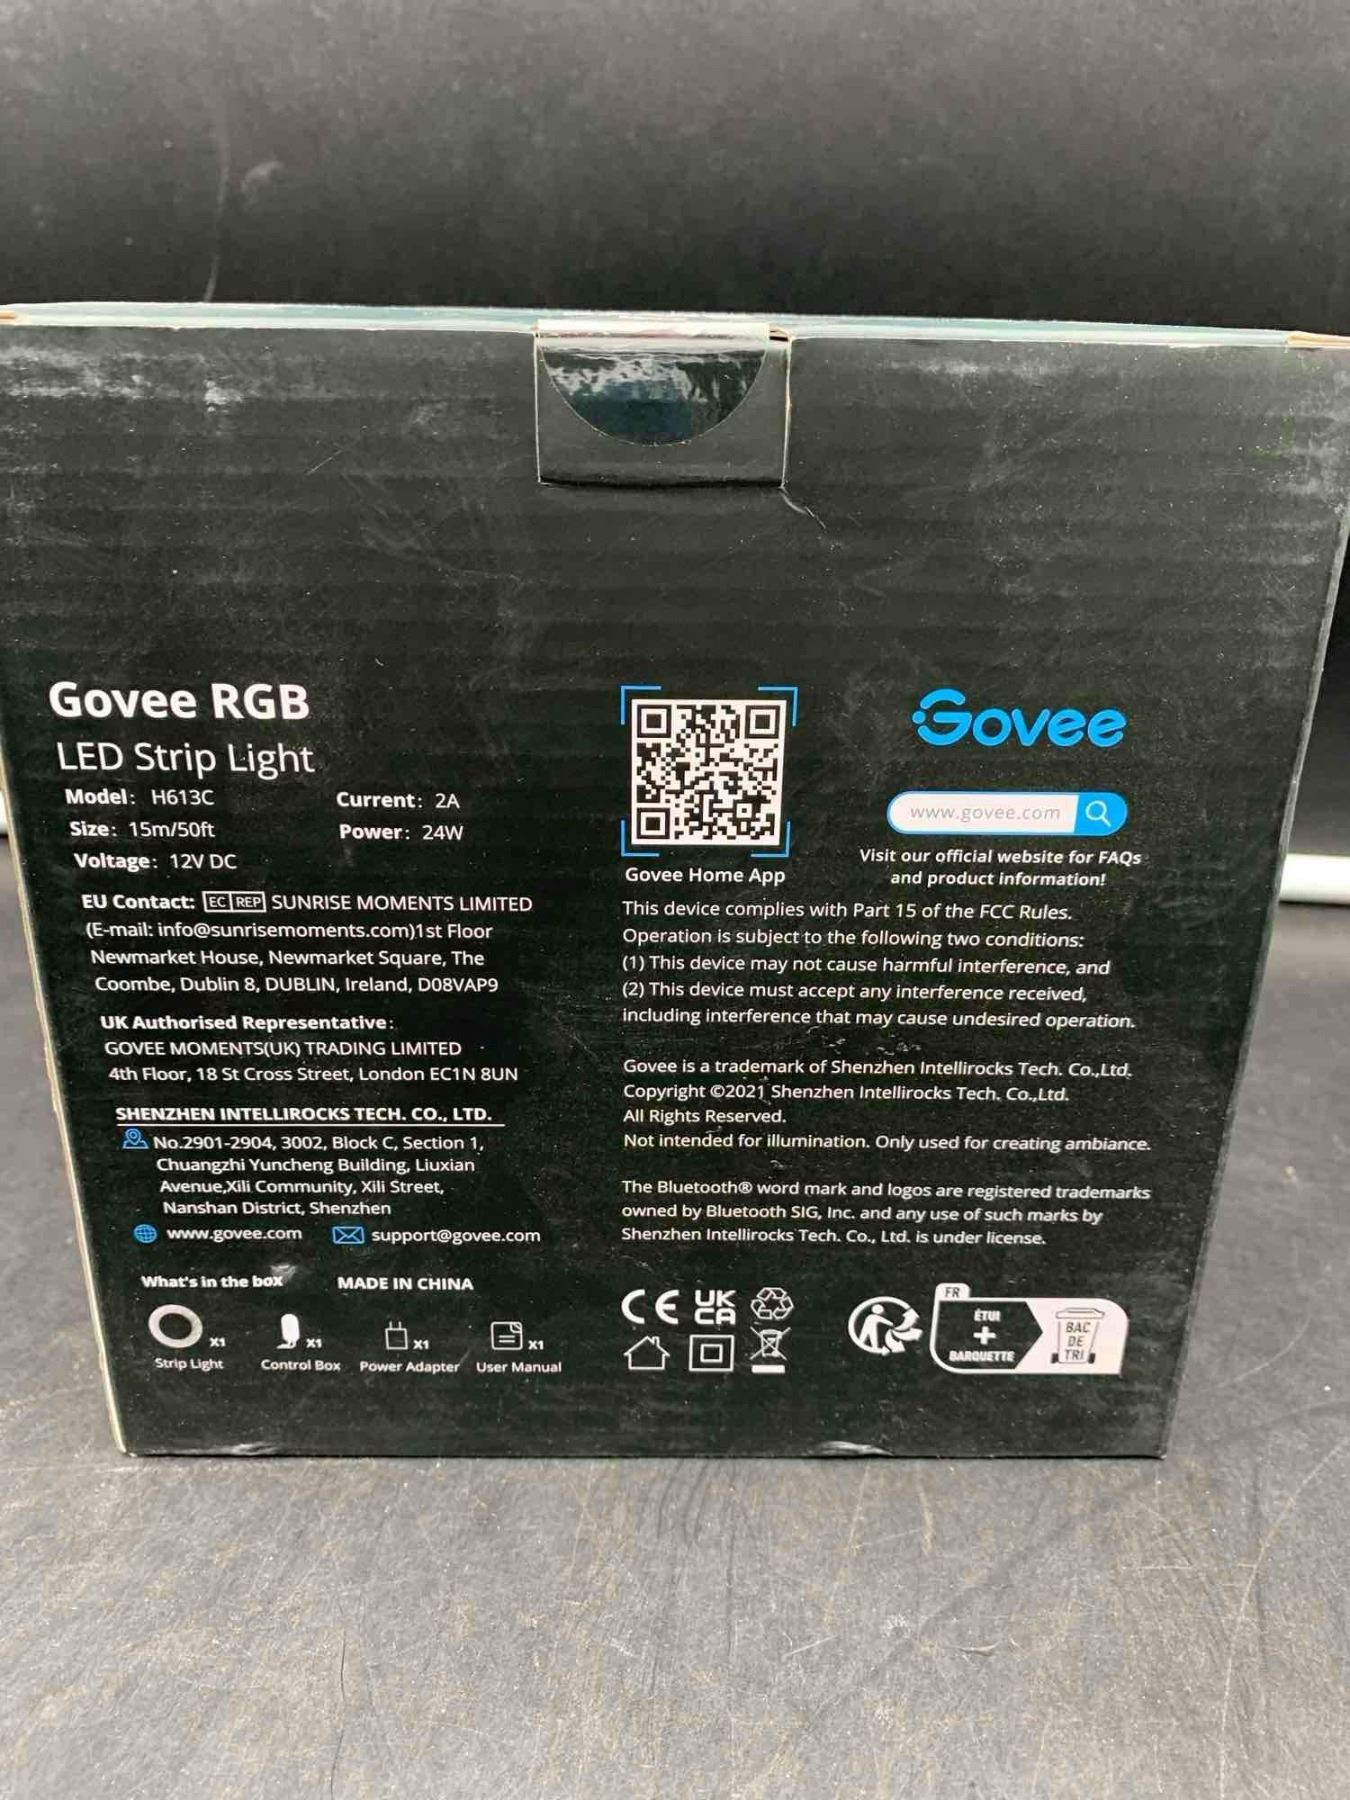 Govee RGB
LED Strip Light
Model: H613C
Current: 2A
Size: 15m/50ft
Power: 24W
Voltage: 12V DC
EU Contact: EC REP SUNRISE MOMENTS LIMITED
(E-mail: info@sunrisemoments.com)1st Floor
Newmarket House, Newmarket Square, The
Coombe, Dublin 8, DUBLIN, Ireland, D08VAP9
UK Authorised Representative:
GOVEE MOMENTS(UK) TRADING LIMITED
4th Floor, 18 St Cross Street, London EC1N 8UN
SHENZHEN INTELLIROCKS TECH. CO., LTD.
No.2901-2904, 3002, Block C, Section 1,
Chuangzhi Yuncheng Building, Liuxian
Avenue,Xili Community, Xili Street,
Nanshan District, Shenzhen
www.govee.com
support@govee.com
What's in the box
MADE IN CHINA
X1
X1
X1
X1
Strip Light
Control Box
Power Adapter
User Manual
Govee Home App
Govee
www.govee.com
Visit our official website for FAQs
and product information!
This device complies with Part 15 of the FCC Rules.
Operation is subject to the following two conditions:
(1) This device may not cause harmful interference, and
(2) This device must accept any interference received,
including interference that may cause undesired operation.
Govee is a trademark of Shenzhen Intellirocks Tech. Co.,Ltd.
Copyright ©2021 Shenzhen Intellirocks Tech. Co.,Ltd.
All Rights Reserved.
Not intended for illumination. Only used for creating ambiance.
The Bluetooth® word mark and logos are registered trademarks
owned by Bluetooth SIG, Inc. and any use of such marks by
Shenzhen Intellirocks Tech. Co., Ltd. is under license.
CE
UK
CA
FR
ÉTUI
+
BARQUETTE
BAC
DE
TRI